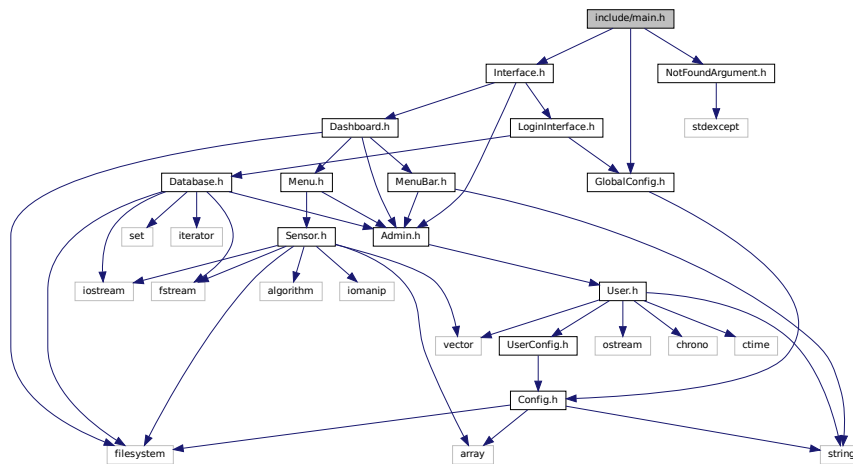 include/main.h
Interface.h
NotFoundArgument.h
Dashboard.h
LoginInterface.h
stdexcept
Database.h
Menu.h
MenuBar.h
GlobalConfig.h
set
iterator
Sensor.h
Admin.h
iostream
fstream
algorithm
iomanip
User.h
vector
UserConfig.h
ostream
chrono
ctime
Config.h
filesystem
array
string